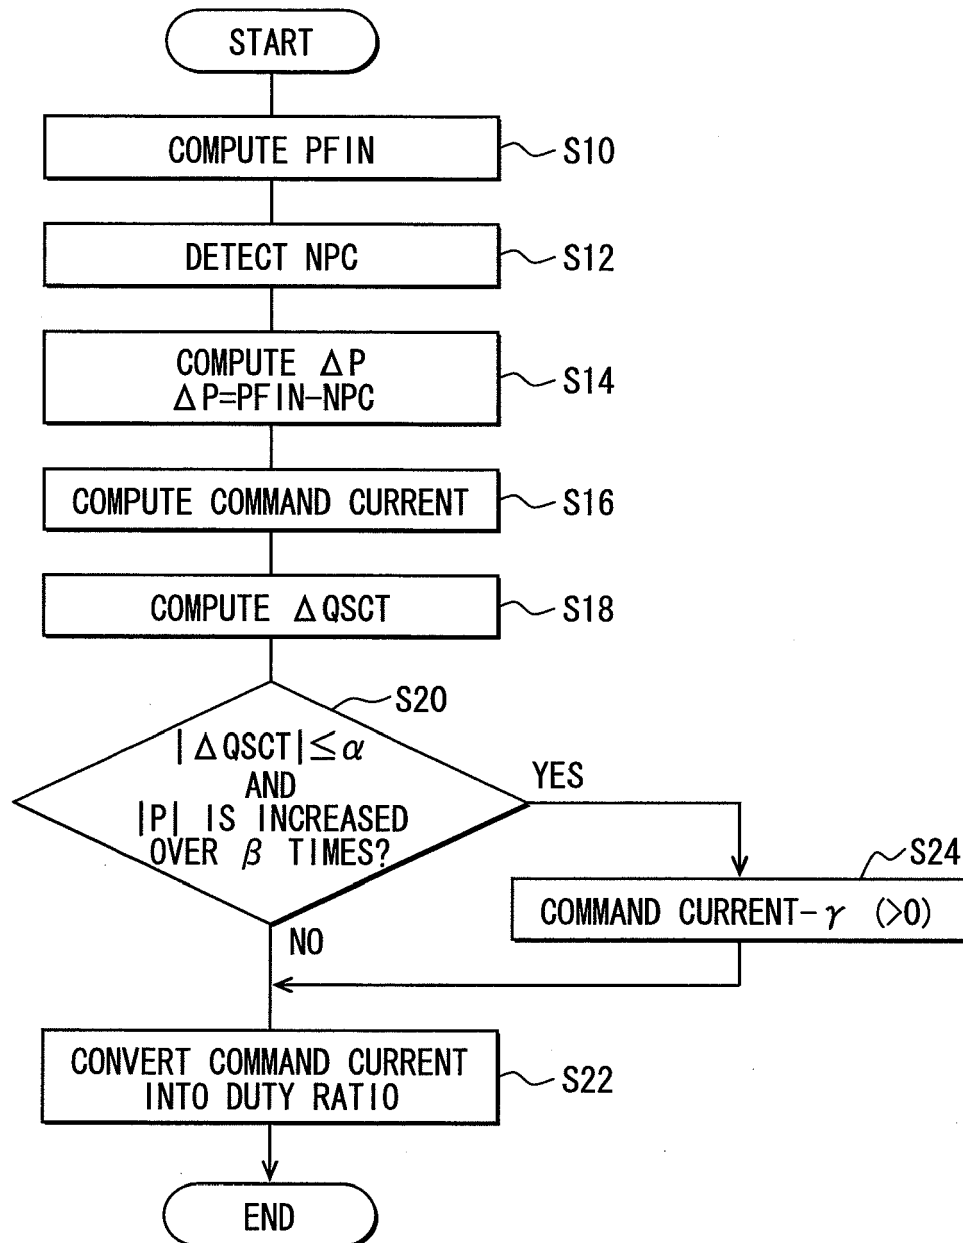 START
COMPUTE PFIN
S10
DETECT NPC
S12
COMPUTE ΔP
ΔP=PFIN-NPC
S14
COMPUTE COMMAND CURRENT
S16
COMPUTE ΔQSCT
S18
S20
|ΔQSCT|≦α
AND
|P| IS INCREASED
OVER β TIMES?
YES
S24
COMMAND CURRENT-γ (>0)
NO
CONVERT COMMAND CURRENT
INTO DUTY RATIO
S22
END